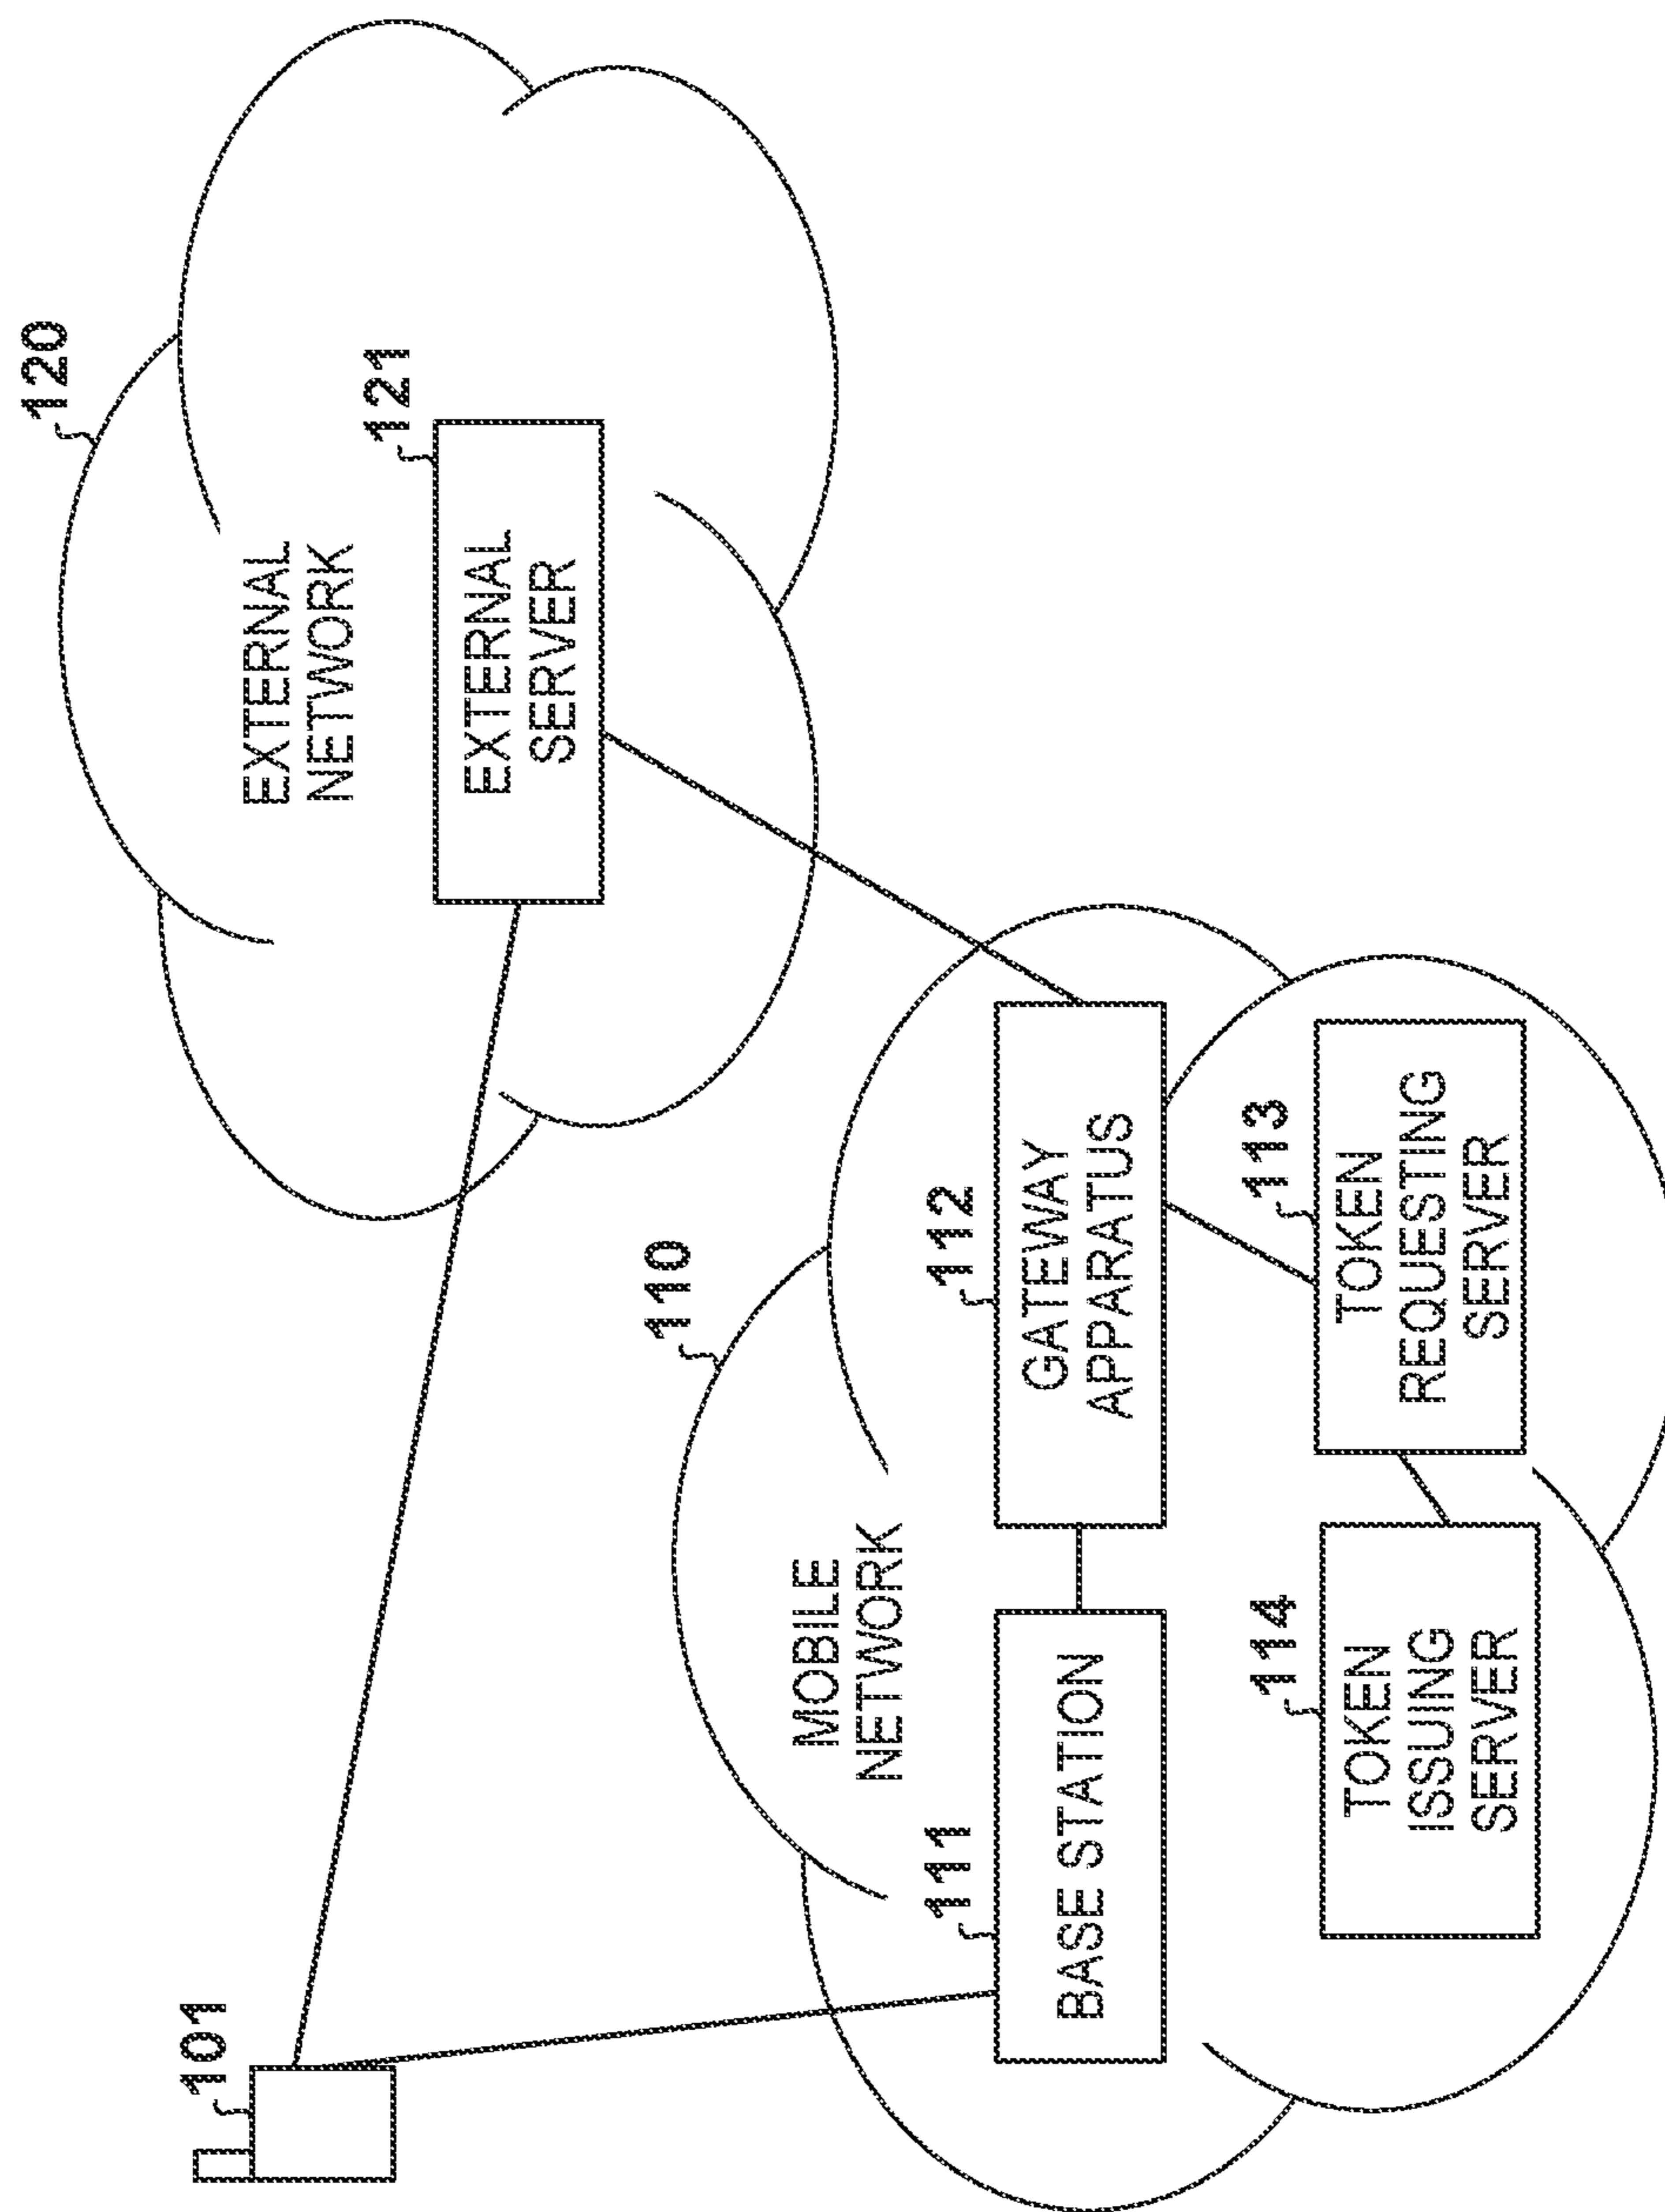 120
EXTERNAL
NETWORK
121
EXTERNAL
SERVER
101
110
MOBILE
NETWORK
111
BASE STATION
112
GATEWAY
APPARATUS
114
TOKEN
ISSUING
SERVER
113
TOKEN
REQUESTING
SERVER